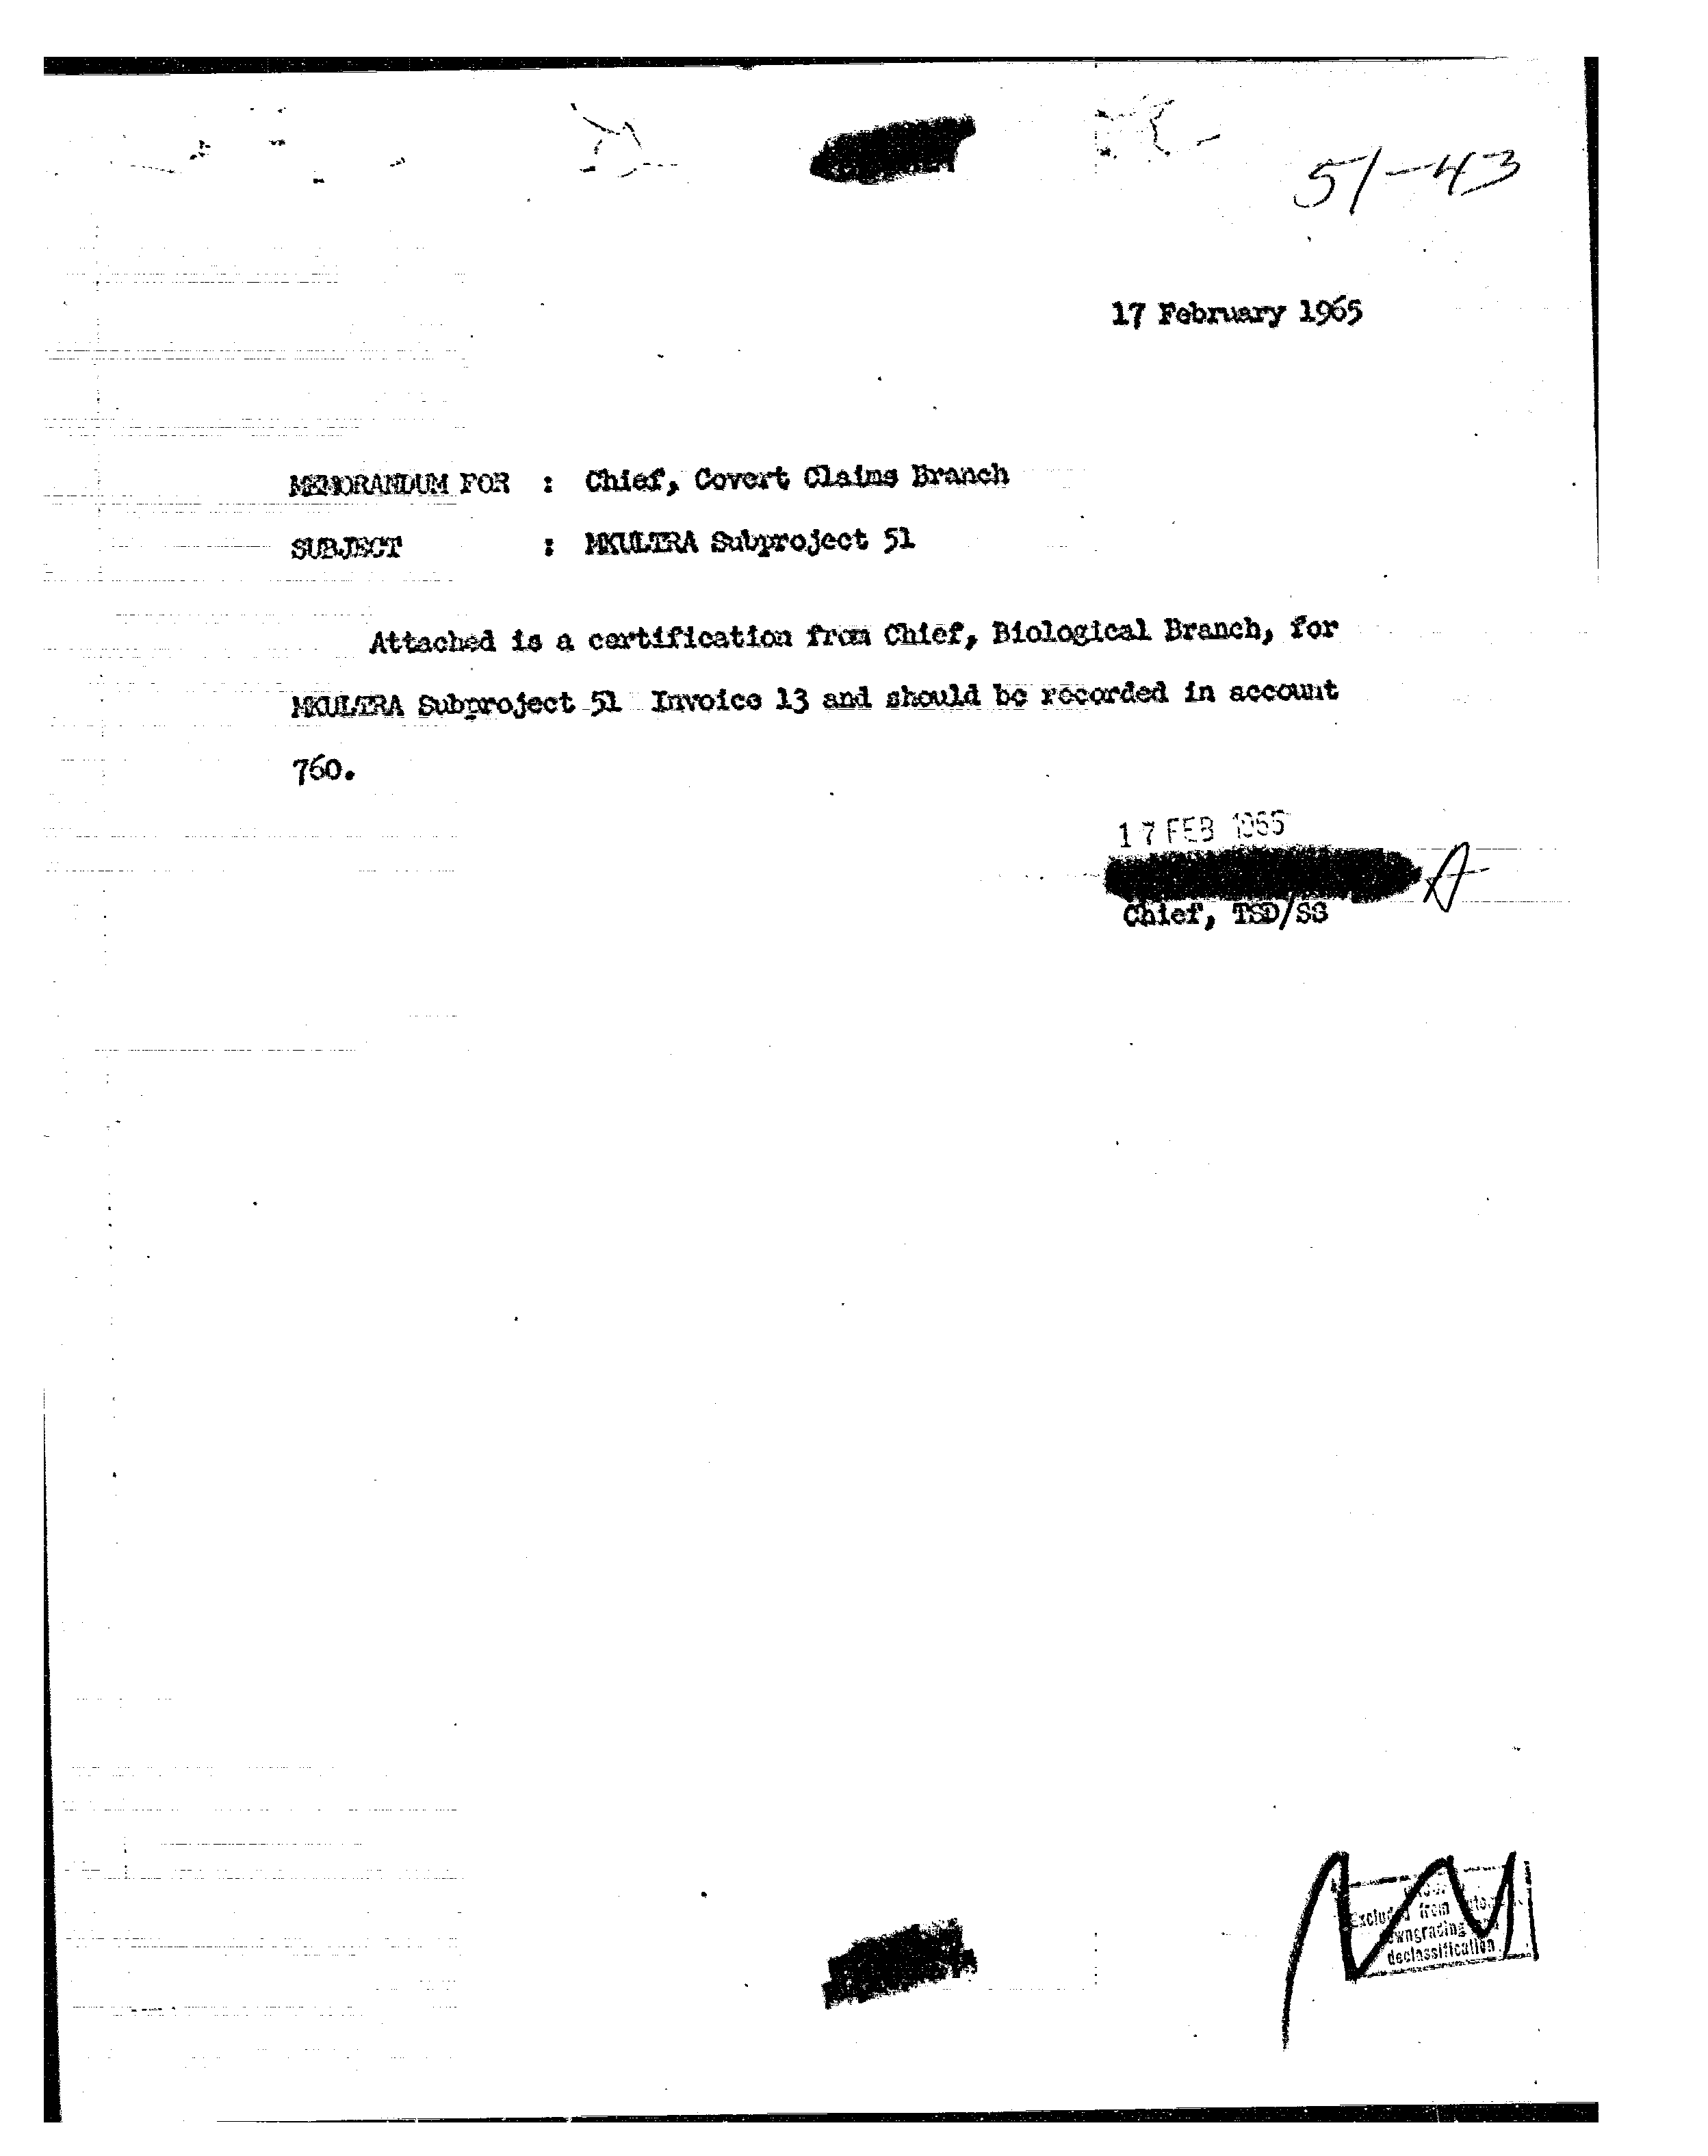 51-43
17 February 1965
MEMORANDUM FOR : Chief, Covert Claims Branch
SUBJECT : MKULTRA Subproject 51
Attached is a certification from Chief, Biological Branch, for
MKULTRA Subproject 51 Invoice 13 and should be recorded in account
760.
17 FEB 1965
A
Chief, TSD/SS
Excluded from
downgrading
declassification